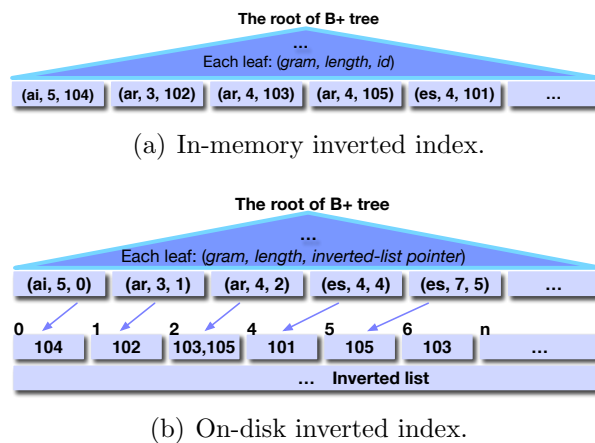 The root of B+ tree
...
Each leaf: (gram, length, id)
(ai, 5, 104) (ar, 3, 102) (ar, 4, 103) (ar, 4, 105) (es, 4, 101) ...
(a) In-memory inverted index.
The root of B+ tree
...
Each leaf: (gram, length, inverted-list pointer)
(ai, 5, 0) (ar, 3, 1) (ar, 4, 2) (es, 4, 4) (es, 7, 5) ...
0 1 2 4 5 6 n
104 102 103,105 101 105 103 ...
... Inverted list
(b) On-disk inverted index.